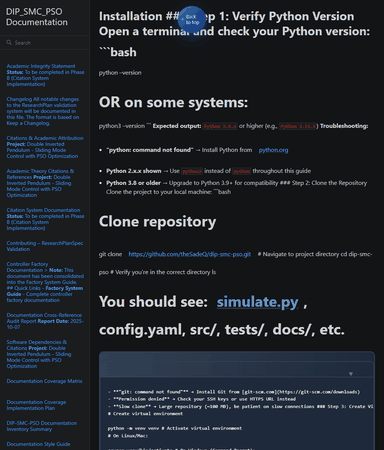 DIP_SMC_PSO
Documentation
Search
Academic Integrity Statement
Status: To be completed in Phase
8 (Citation System
Implementation)
Changelog All notable changes
to the ResearchPlan validation
system will be documented in
this file. The format is based on
Keep a Changelog.
Citations & Academic Attribution
Project: Double Inverted
Pendulum – Sliding Mode Control
with PSO Optimization
Academic Theory Citations &
References Project: Double
Inverted Pendulum – Sliding
Mode Control with PSO
Optimization
Citation System Documentation
Status: To be completed in Phase
8 (Citation System
Implementation)
Contributing – ResearchPlanSpec
Validation
Controller Factory
Documentation > Note: This
document has been consolidated
into the Factory System Guide.
## Quick Links - Factory System
Guide – Complete controller
factory documentation
Documentation Cross-Reference
Audit Report Report Date: 2025-
10-07
Software Dependencies &
Citations Project: Double
Inverted Pendulum – Sliding
Mode Control with PSO
Optimization
Documentation Coverage Matrix
Documentation Coverage
Implementation Plan
DIP-SMC-PSO Documentation
Inventory Summary
Documentation Style Guide
Back
to top
Installation ## Step 1: Verify Python Version
Open a terminal and check your Python version:
```bash
python –version
OR on some systems:
python3 –version ``` Expected output: or higher (e.g., ) Troubleshooting:
"python: command not found" → Install Python from python.org
Python 2.x.x shown → Use python3 instead of python throughout this guide
Python 3.8 or older → Upgrade to Python 3.9+ for compatibility ### Step 2: Clone the Repository
Clone the project to your local machine: ```bash
Clone repository
git clone https://github.com/theSadeQ/dip-smc-pso.git # Navigate to project directory cd dip-smc-
pso # Verify you're in the correct directory ls
You should see: simulate.py ,
config.yaml, src/, tests/, docs/, etc.
- **"git: command not found"** → Install Git from [git-scm.com](https://git-scm.com/downloads)
- **Permission denied** → Check your SSH keys or use HTTPS URL instead
- **Slow clone** → Large repository (~100 MB), be patient on slow connections ### Step 3: Create Vi
# Create virtual environment
python -m venv venv # Activate virtual environment
# On Linux/Mac: